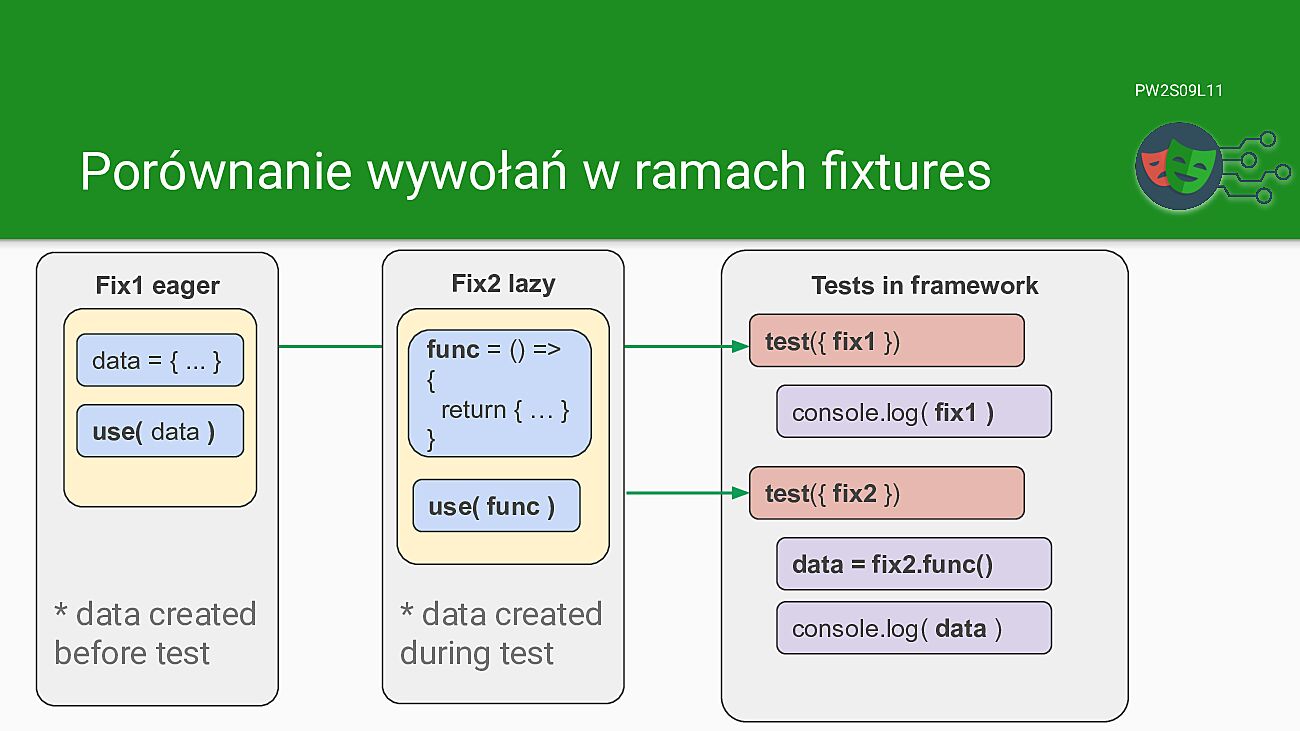 PW2S09L11
Porównanie wywołań w ramach fixtures
Fix1 eager
data = { ... }
use( data )
* data created
before test
Fix2 lazy
func = () =>
{
return { … }
}
use( func )
* data created
during test
Tests in framework
test({ fix1 })
console.log( fix1 )
test({ fix2 })
data = fix2.func()
console.log( data )